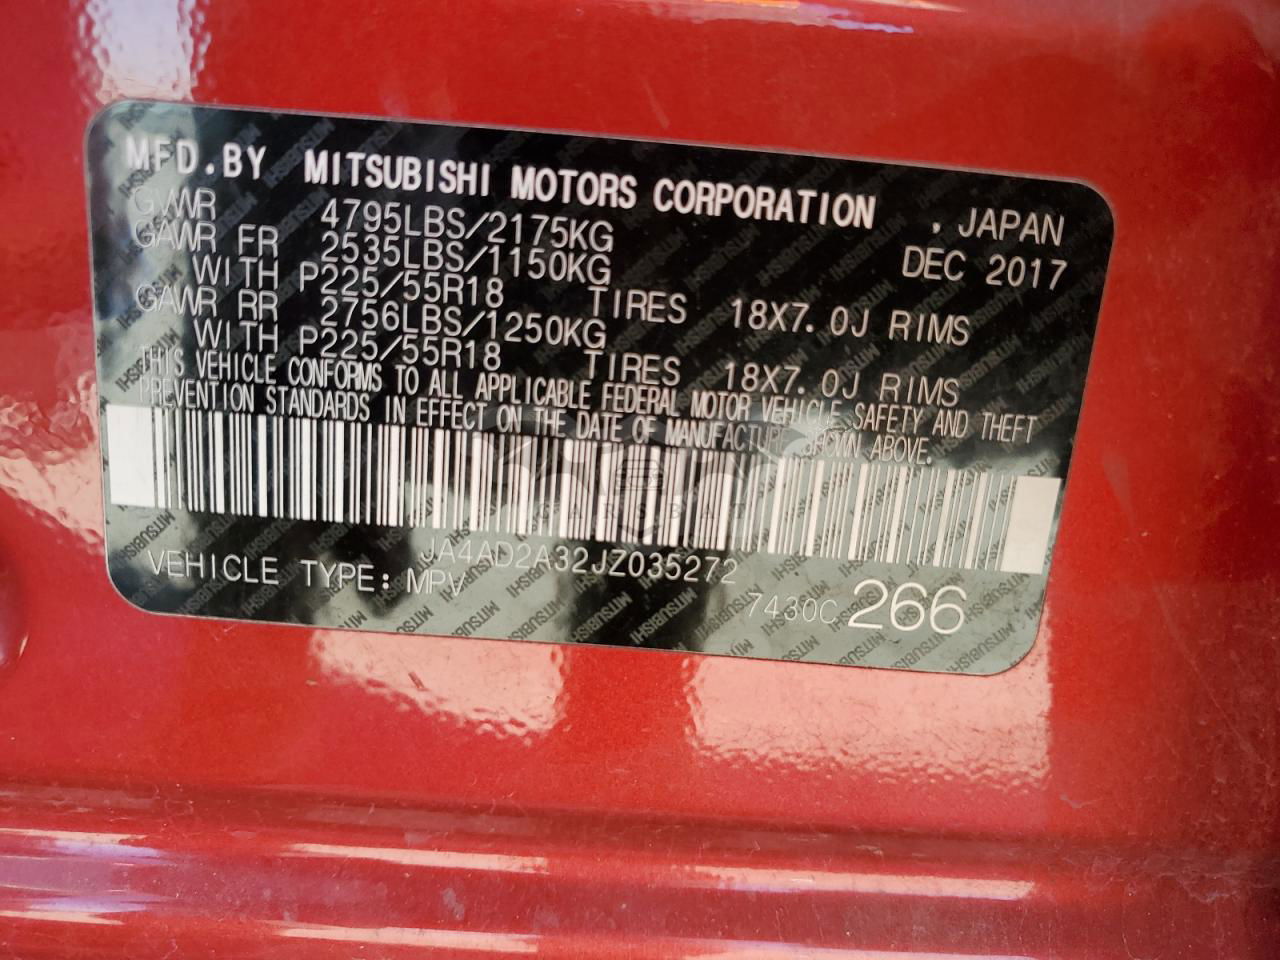 MFD.BY MITSUBISHI MOTORS CORPORATION , JAPAN
GVWR 4795LBS/2175KG DEC 2017
GAWR FR 2535LBS/1150KG
WITH P225/55R18 TIRES 18X7.0J RIMS
GAWR RR 2756LBS/1250KG
WITH P225/55R18 TIRES 18X7.0J RIMS
THIS VEHICLE CONFORMS TO ALL APPLICABLE FEDERAL MOTOR VEHICLE SAFETY AND THEFT
PREVENTION STANDARDS IN EFFECT ON THE DATE OF MANUFACTURE SHOWN ABOVE.
CARSBAT
JA4AD2A32JZ035272
VEHICLE TYPE: MPV 7430C 266